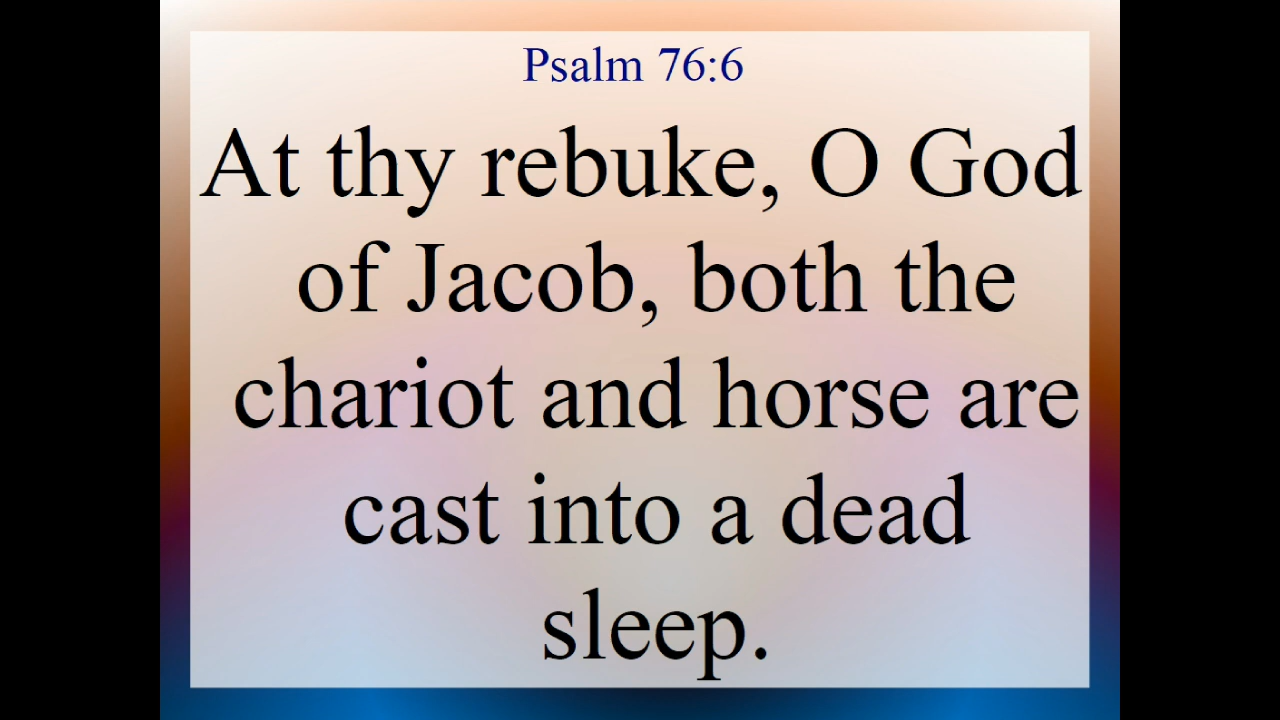 Psalm 76:6
At thy rebuke, O God
of Jacob, both the
chariot and horse are
cast into a dead
sleep.